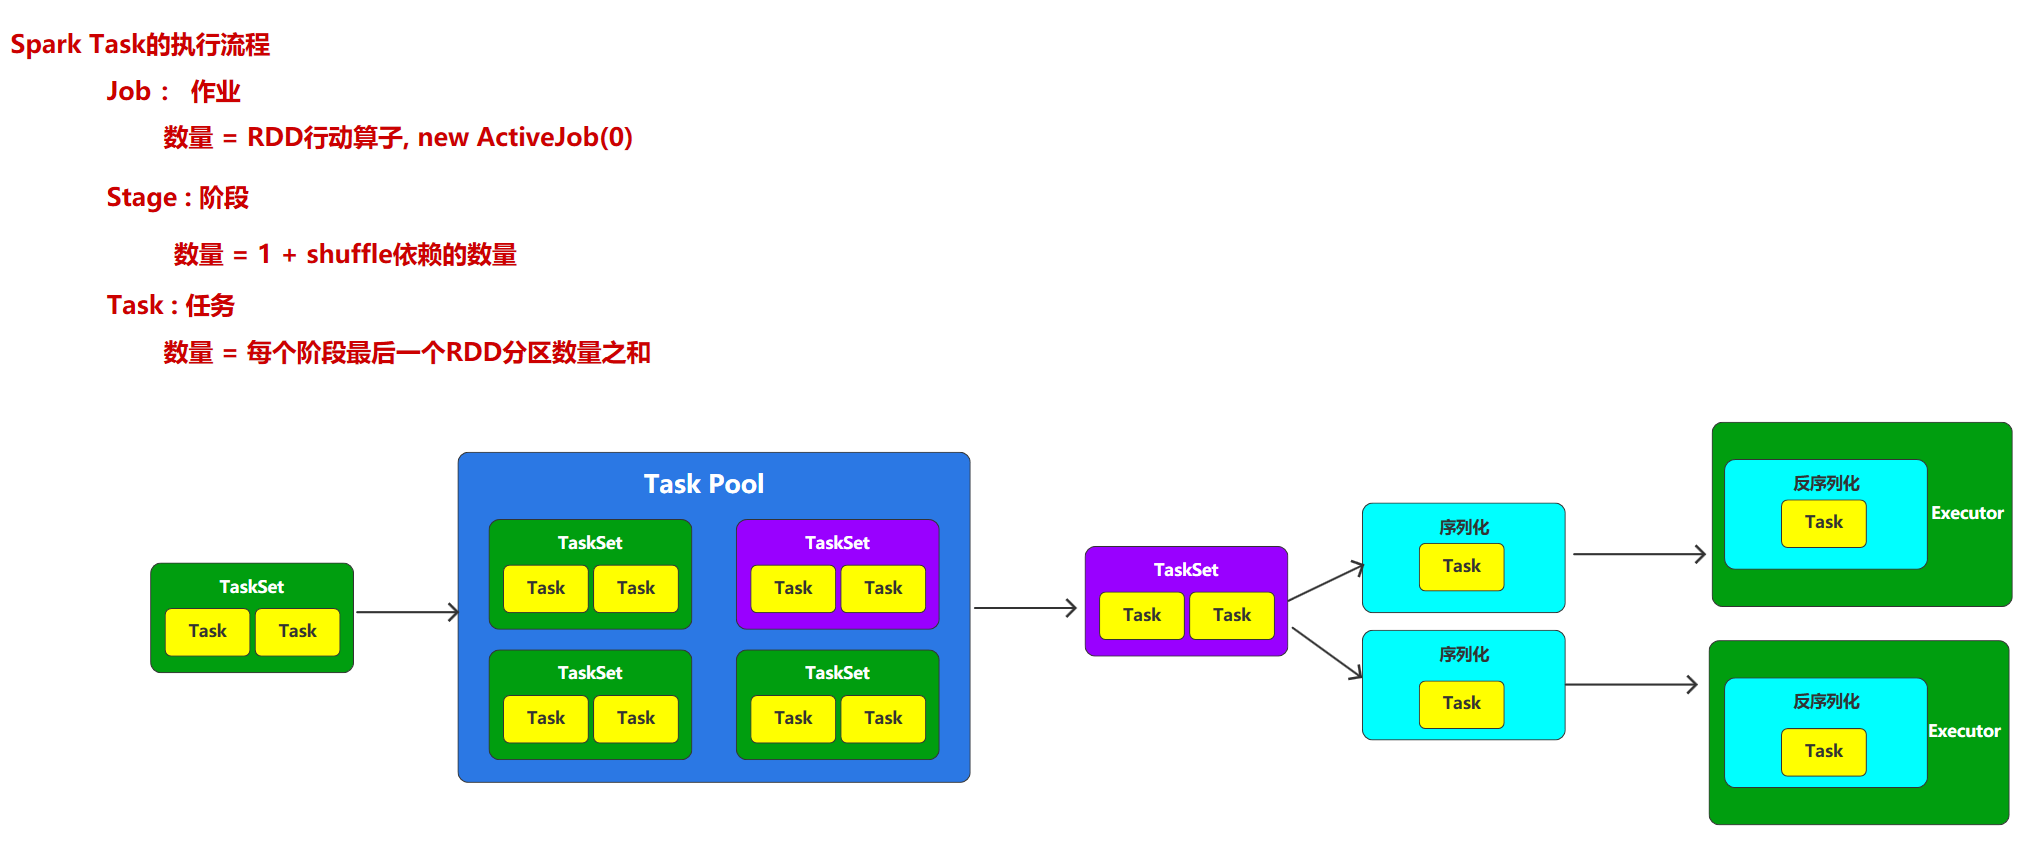 Spark Task的执行流程
Job : 作业
数量 = RDD行动算子, new ActiveJob(0)
Stage : 阶段
数量 = 1 + shuffle依赖的数量
Task : 任务
数量 = 每个阶段最后一个RDD分区数量之和
TaskSet
Task Task
Task Pool
TaskSet TaskSet
Task Task Task Task
TaskSet TaskSet
Task Task Task Task
TaskSet
Task Task
序列化
Task
序列化
Task
反序列化
Task
Executor
反序列化
Task
Executor